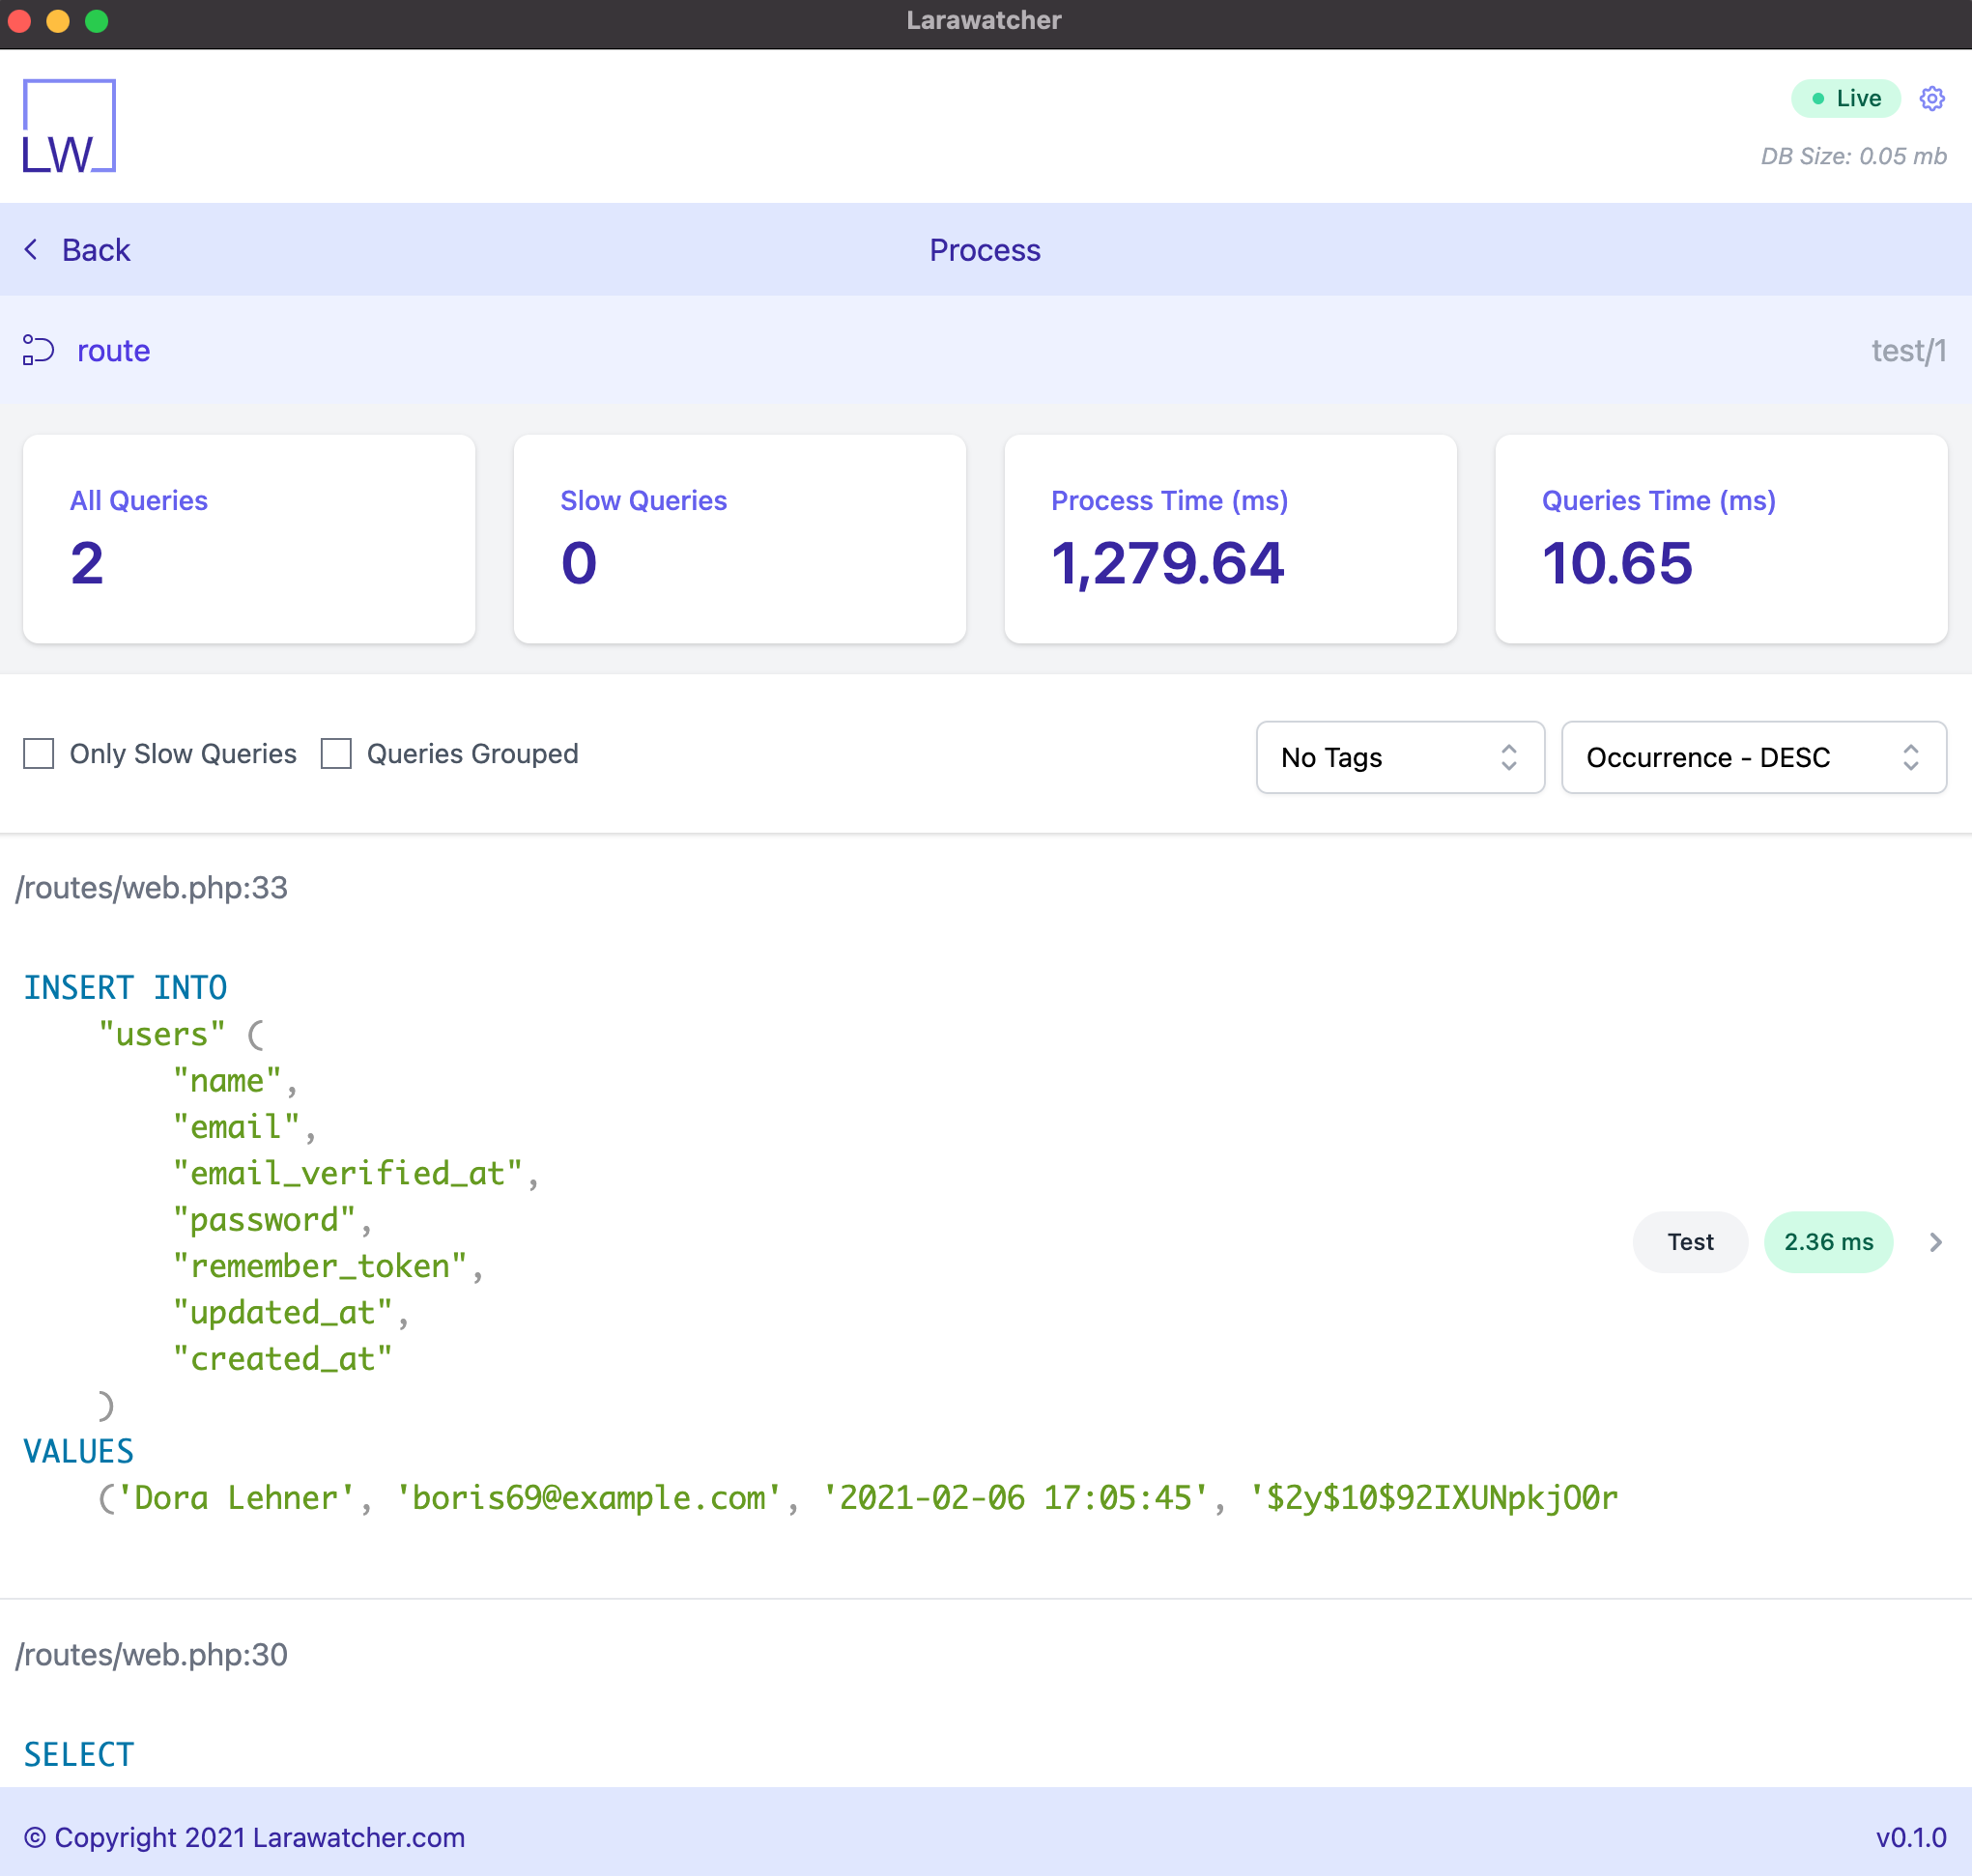 Larawatcher
LW
Live
DB Size: 0.05 mb
Back
Process
route
test/1
All Queries
2
Slow Queries
0
Process Time (ms)
1,279.64
Queries Time (ms)
10.65
Only Slow Queries
Queries Grouped
No Tags
Occurrence - DESC
/routes/web.php:33
INSERT INTO
"users" (
"name",
"email",
"email_verified_at",
"password",
"remember_token",
"updated_at",
"created_at"
)
VALUES
('Dora Lehner', 'boris69@example.com', '2021-02-06 17:05:45', '$2y$10$92IXUNpkjO0r
Test
2.36 ms
/routes/web.php:30
SELECT
© Copyright 2021 Larawatcher.com
v0.1.0